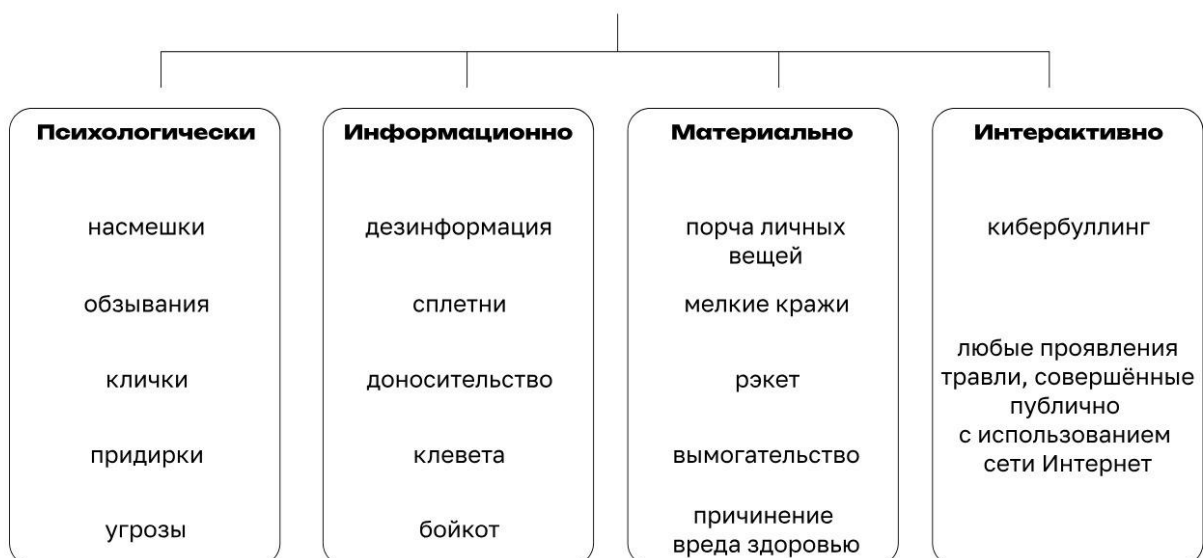 Психологически
насмешки
обзывания
клички
придирки
угрозы
Информационно
дезинформация
сплетни
доносительство
клевета
бойкот
Материально
порча личных
вещей
мелкие кражи
рэкет
вымогательство
причинение
вреда здоровью
Интерактивно
кибербуллинг
любые проявления
травли, совершённые
публично
с использованием
сети Интернет